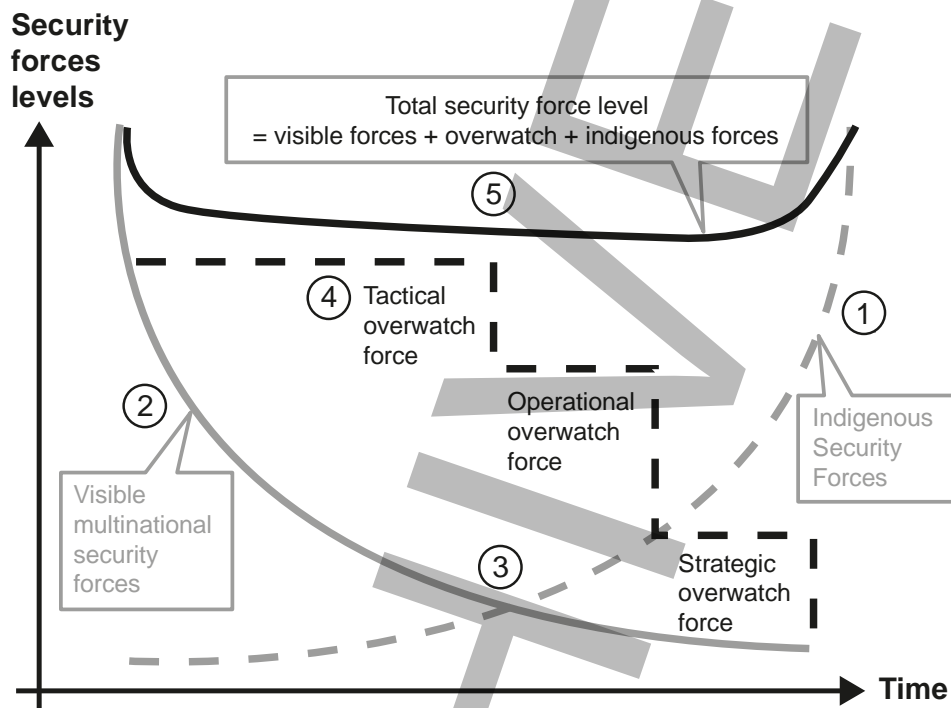 Security
forces
levels
Total security force level
= visible forces + overwatch + indigenous forces
5
4
Tactical
overwatch
force
1
2
Operational
overwatch
force
Indigenous
Security
Forces
Visible
multinational
security
forces
3
Strategic
overwatch
force
Time